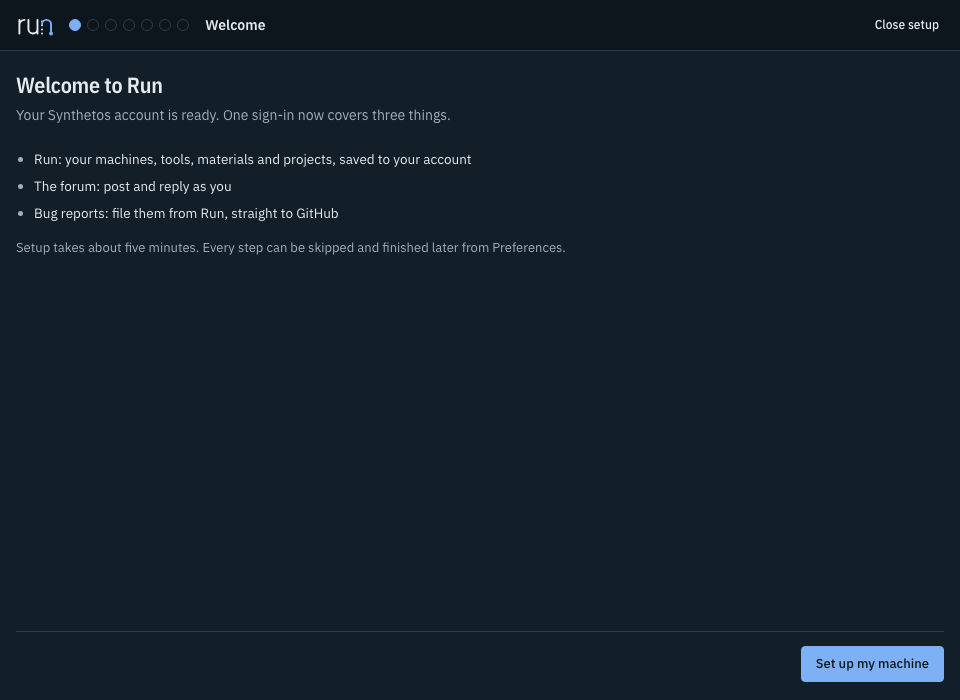 run
Welcome
Close setup
Welcome to Run
Your Synthetos account is ready. One sign-in now covers three things.
Run: your machines, tools, materials and projects, saved to your account
The forum: post and reply as you
Bug reports: file them from Run, straight to GitHub
Setup takes about five minutes. Every step can be skipped and finished later from Preferences.
Set up my machine